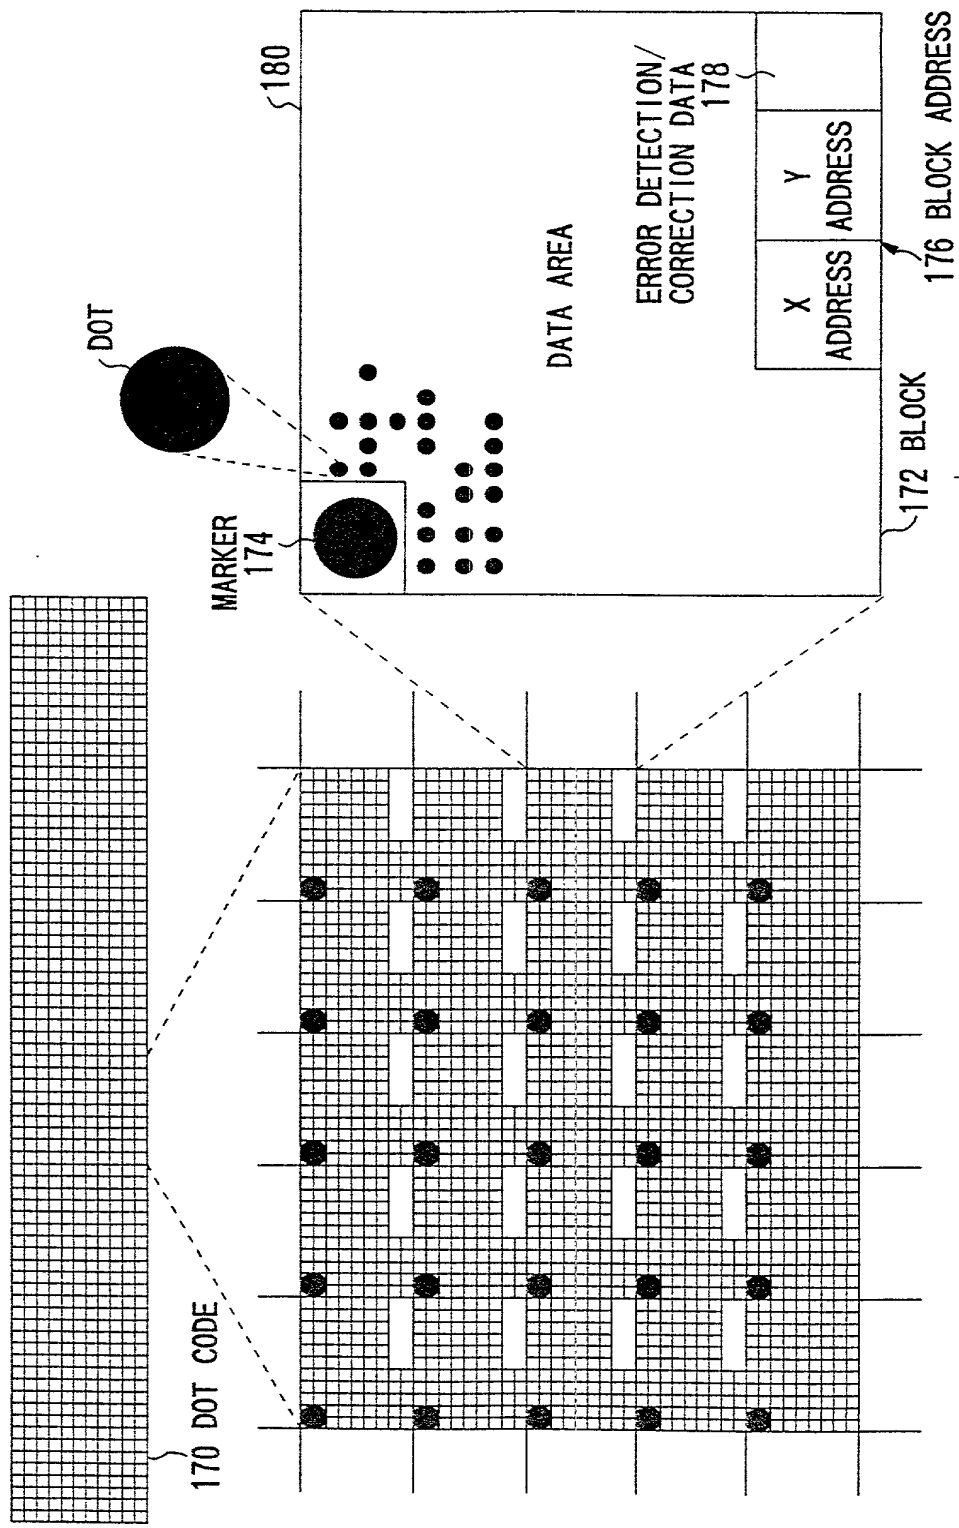 170 DOT CODE
DOT
MARKER
174
180
DATA AREA
ERROR DETECTION/
CORRECTION DATA
178
X
ADDRESS
Y
ADDRESS
172 BLOCK
176 BLOCK ADDRESS